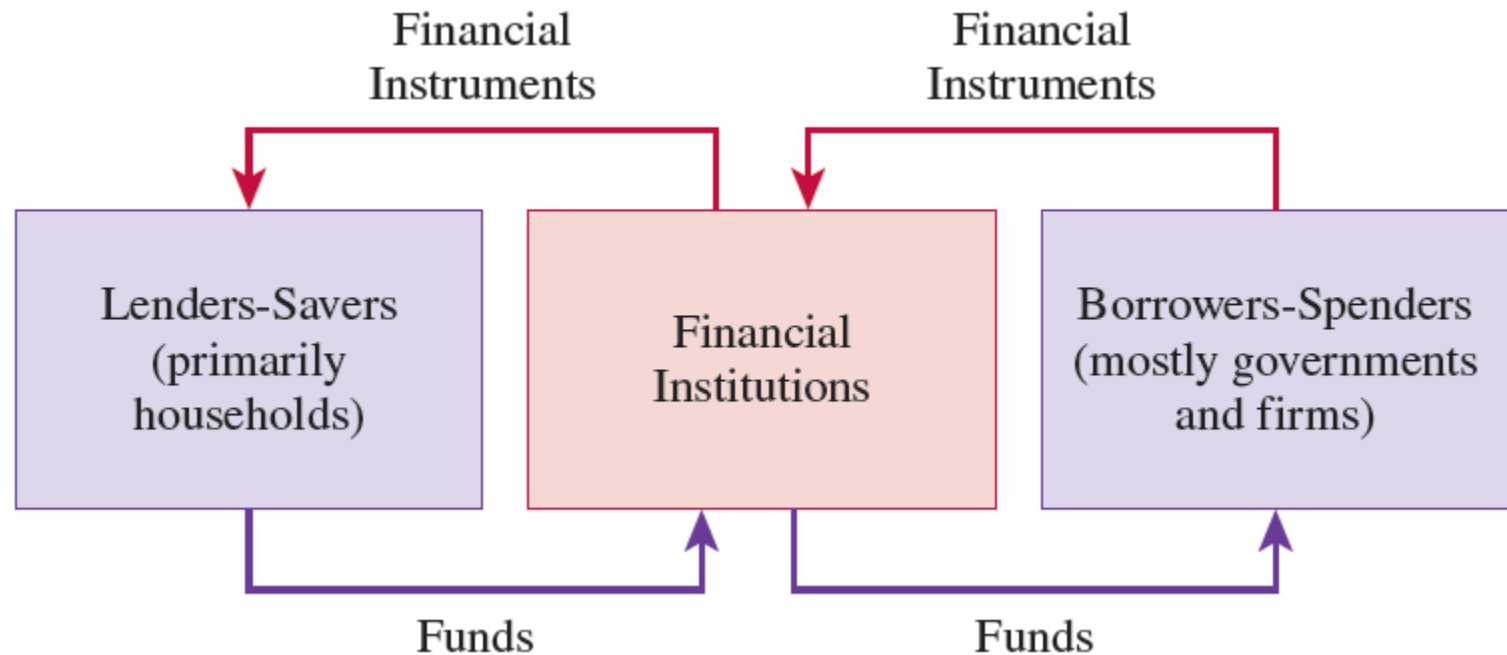 Financial
Instruments
Financial
Instruments
Lenders-Savers
(primarily
households)
Financial
Institutions
Borrowers-Spenders
(mostly governments
and firms)
Funds
Funds